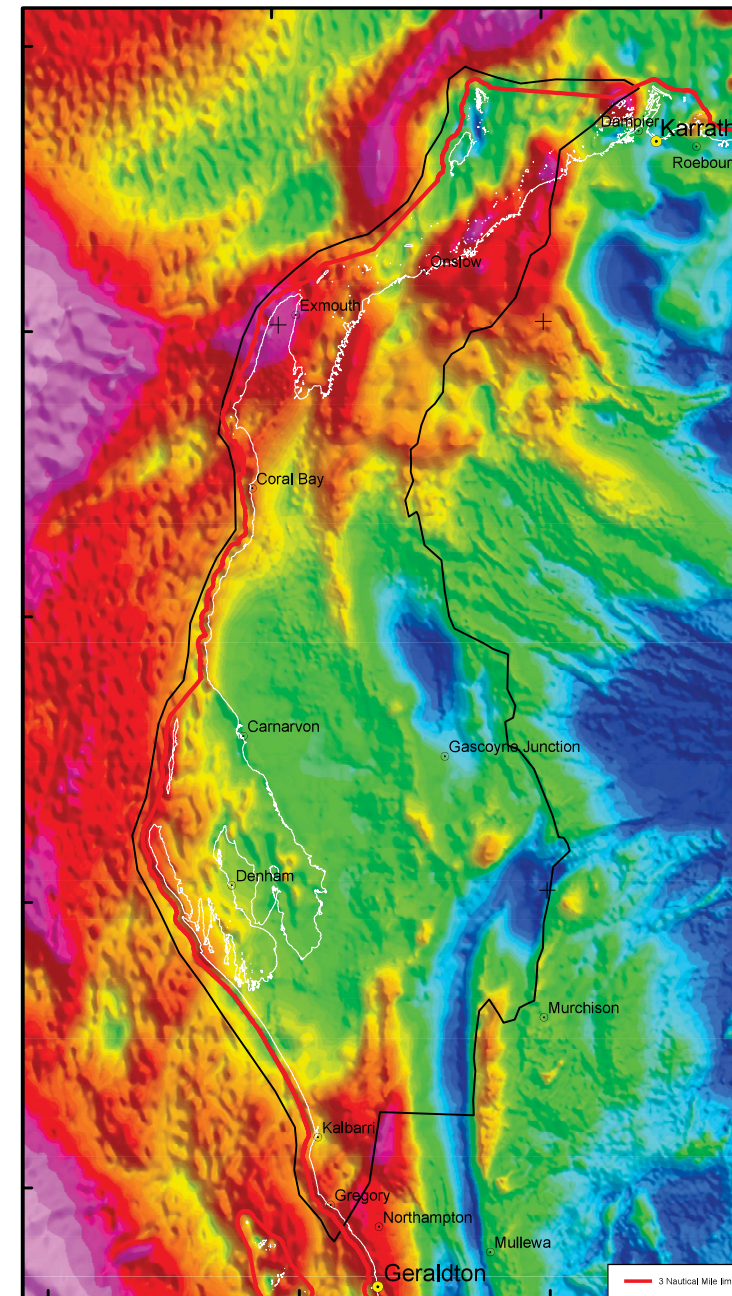 Dampier
Karrath
Roebour
Onslow
Exmouth
Coral Bay
Carnarvon
Gascoyne Junction
Denham
Murchison
Kalbarri
Gregory
Northampton
Mullewa
Geraldton
3 Nautical Mile lim